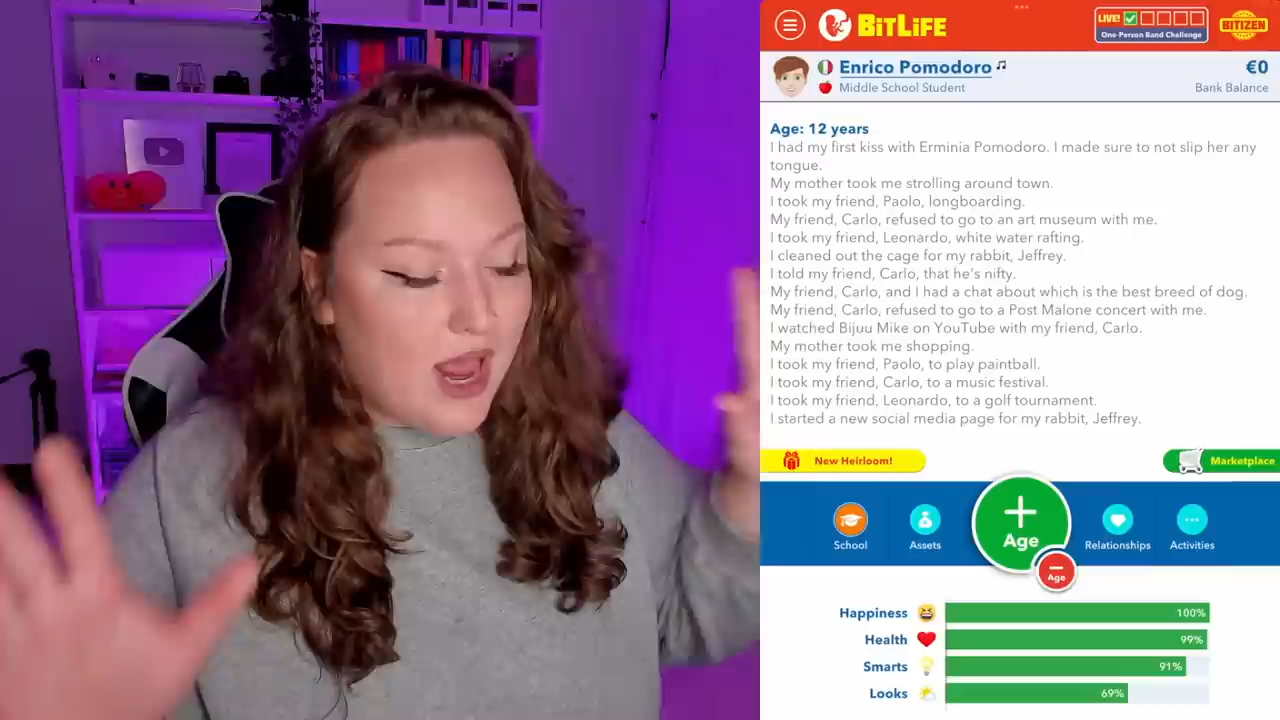 BITLIFE
LIVE!
One-Person Band Challenge
BITIZEN
Enrico Pomodoro
€0
Middle School Student
Bank Balance
Age: 12 years
I had my first kiss with Erminia Pomodoro. I made sure to not slip her any
tongue.
My mother took me strolling around town.
I took my friend, Paolo, longboarding.
My friend, Carlo, refused to go to an art museum with me.
I took my friend, Leonardo, white water rafting.
I cleaned out the cage for my rabbit, Jeffrey.
I told my friend, Carlo, that he's nifty.
My friend, Carlo, and I had a chat about which is the best breed of dog.
My friend, Carlo, refused to go to a Post Malone concert with me.
I watched Bijuu Mike on YouTube with my friend, Carlo.
My mother took me shopping.
I took my friend, Paolo, to play paintball.
I took my friend, Carlo, to a music festival.
I took my friend, Leonardo, to a golf tournament.
I started a new social media page for my rabbit, Jeffrey.
New Heirloom!
Marketplace
School
Assets
+
Age
Relationships
Activities
−
Age
Happiness
100%
Health
99%
Smarts
91%
Looks
69%